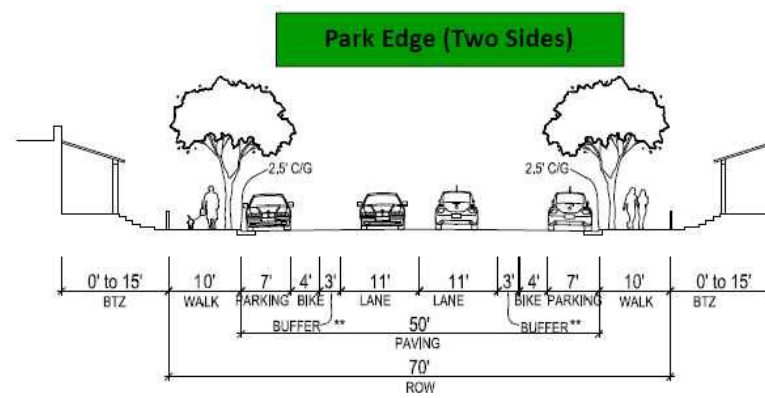 Park Edge (Two Sides)
2.5' C/G
2.5' C/G
0' to 15' 10' 7' 4' 3' 11' 11' 3' 4' 7' 10' 0' to 15'
BTZ WALK PARKING BIKE LANE LANE BIKE PARKING WALK BTZ
BUFFER ** 50' BUFFER **
PAVING
70'
ROW